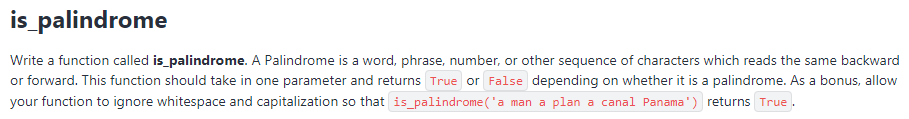 is_palindrome
Write a function called is_palindrome. A Palindrome is a word, phrase, number, or other sequence of characters which reads the same backward
or forward. This function should take in one parameter and returns True or False depending on whether it is a palindrome. As a bonus, allow
your function to ignore whitespace and capitalization so that is_palindrome('a man a plan a canal Panama') returns True.